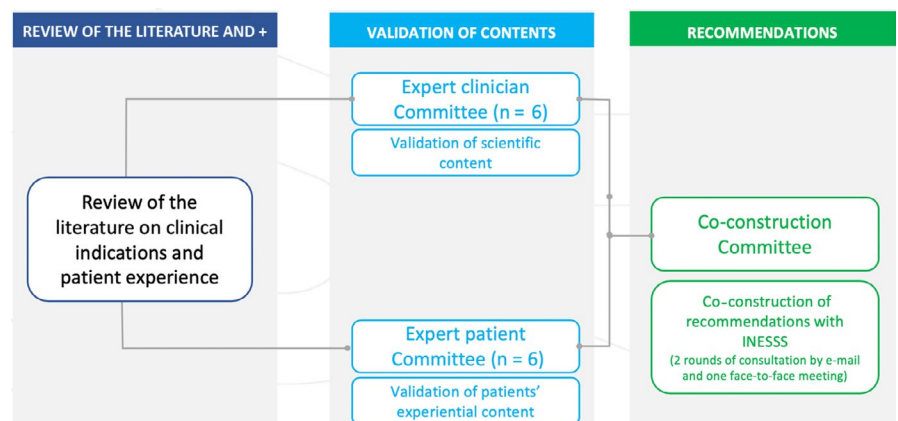 REVIEW OF THE LITERATURE AND +
VALIDATION OF CONTENTS
RECOMMENDATIONS
Review of the
literature on clinical
indications and
patient experience
Expert clinician
Committee (n = 6)
Validation of scientific
content
Expert patient
Committee (n = 6)
Validation of patients’
experiential content
Co-construction
Committee
Co-construction of
recommendations with
INESSS
(2 rounds of consultation by e-mail
and one face-to-face meeting)